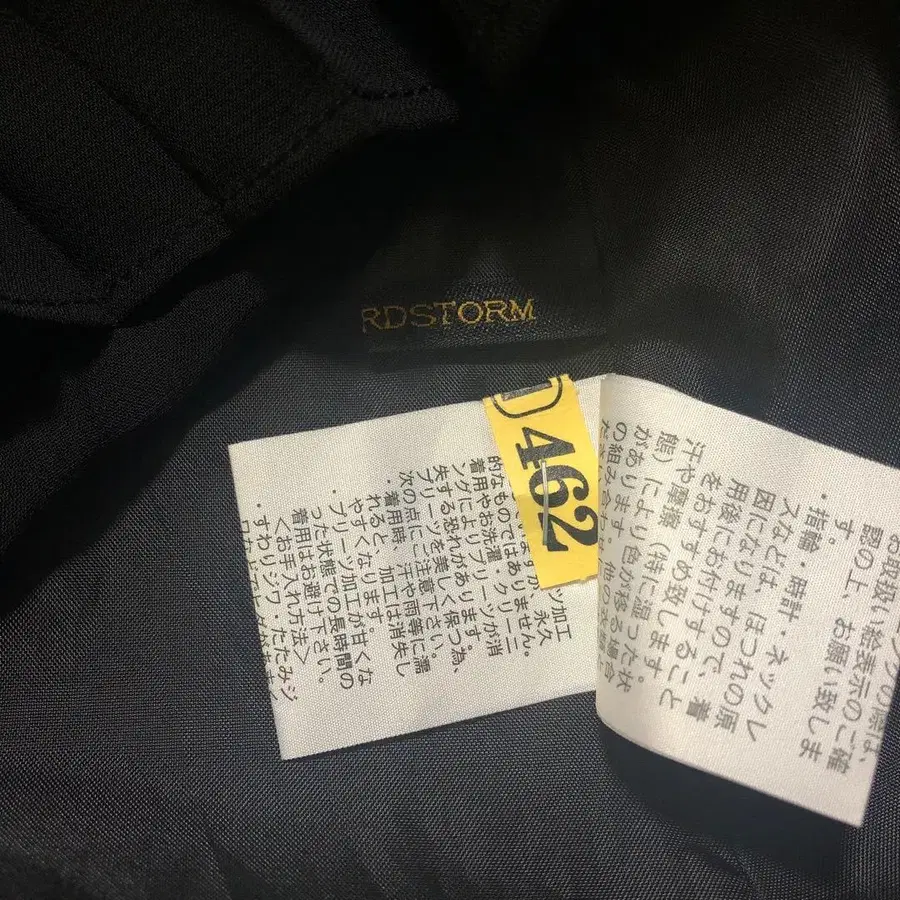 RDSTORM
462
ツ加工
ますが、永久
的なものではありません。
着用やお洗濯・クリーニ
ングによりプリーツが消
失する恐れがあります。
プリーツを美しく保つ為、
次の点にご注意下さい。
・着用時、汗や雨等に濡
れると、加工は消失し
やすくなります。
・プリーツ加工が甘くな
った状態での長時間の
着用はお避け下さい。
＜お手入れ方法＞
すわりジワ、たたみジ
の際は、
お取扱い絵表示のご確
認の上、お願い致しま
す。
・指輪・時計・ネックレ
スなどは、ほつれの原
因になりますので、着
用後にお付けすること
をおすすめ致します。
汗や摩擦（特に湿った状
態）により色が移る場合
があります。他の衣類
の組み合わ